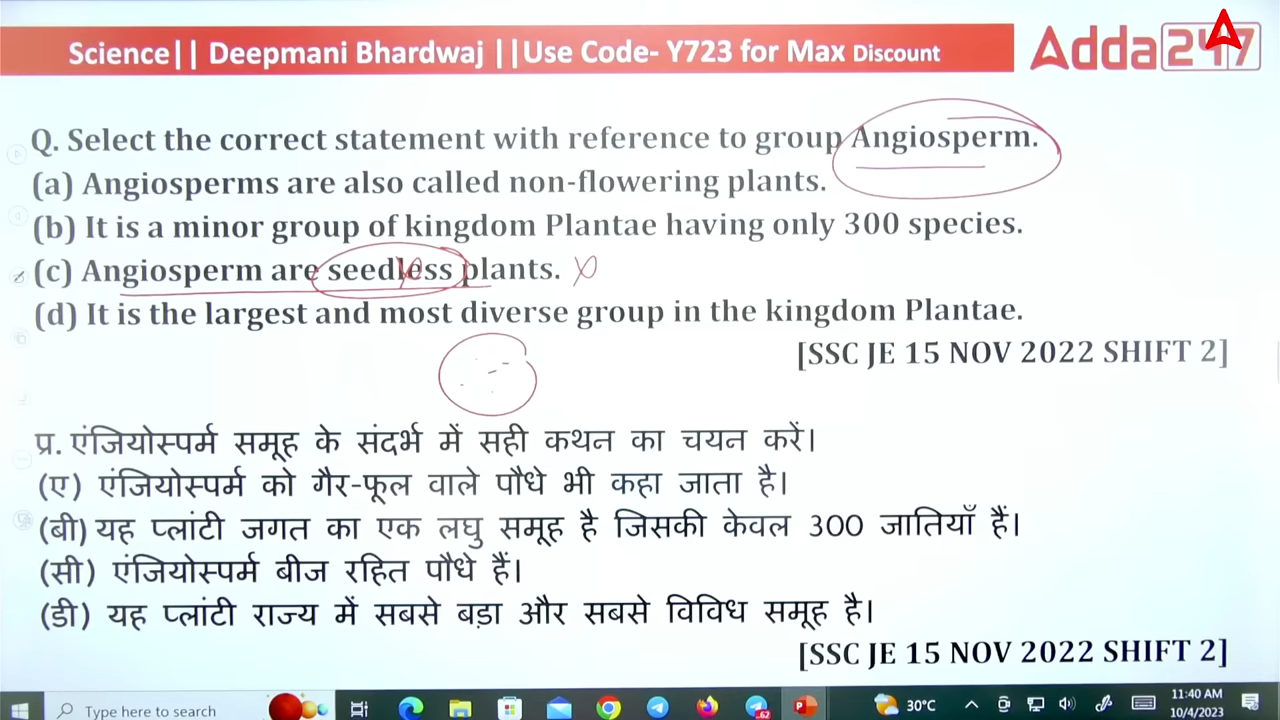 Science|| Deepmani Bhardwaj ||Use Code- Y723 for Max Discount
Adda247
Q. Select the correct statement with reference to group Angiosperm.
(a) Angiosperms are also called non-flowering plants.
(b) It is a minor group of kingdom Plantae having only 300 species.
(c) Angiosperm are seedless plants.
(d) It is the largest and most diverse group in the kingdom Plantae.
[SSC JE 15 NOV 2022 SHIFT 2]
प्र. एंजियोस्पर्म समूह के संदर्भ में सही कथन का चयन करें।
(ए) एंजियोस्पर्म को गैर-फूल वाले पौधे भी कहा जाता है।
(बी) यह प्लांटी जगत का एक लघु समूह है जिसकी केवल 300 जातियाँ हैं।
(सी) एंजियोस्पर्म बीज रहित पौधे हैं।
(डी) यह प्लांटी राज्य में सबसे बड़ा और सबसे विविध समूह है।
[SSC JE 15 NOV 2022 SHIFT 2]
Type here to search
62
30°C
11:40 AM
10/4/2023